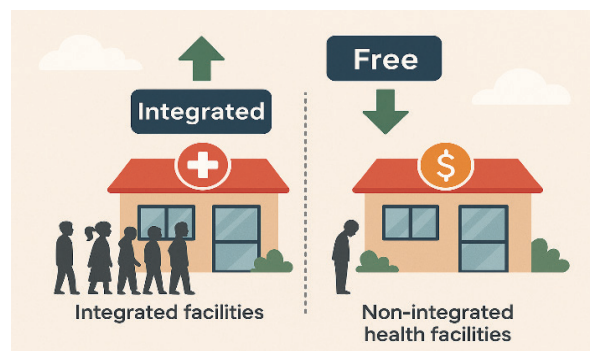 Integrated
Free
$
Integrated facilities
Non-integrated
health facilities